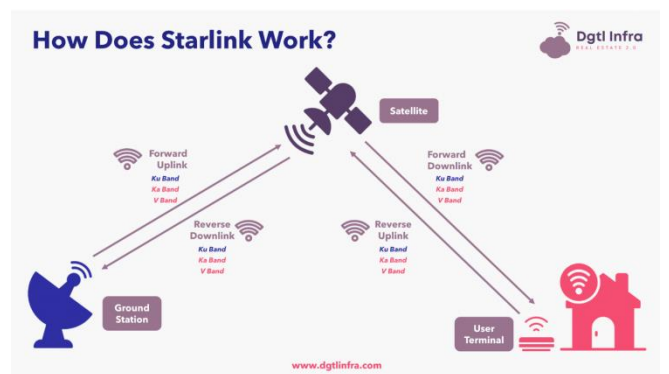 How Does Starlink Work?
Dgtl Infra
REAL ESTATE 2.0
Satellite
Forward
Uplink
Ku Band
Ka Band
V Band
Forward
Downlink
Ku Band
Ka Band
V Band
Reverse
Downlink
Ku Band
Ka Band
V Band
Reverse
Uplink
Ku Band
Ka Band
V Band
Ground
Station
User
Terminal
www.dgtlinfra.com